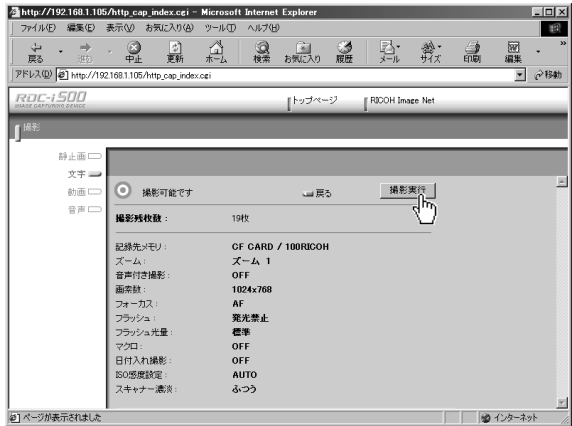 http://192.168.1.105/http_cap_index.cgi - Microsoft Internet Explorer
ファイル(F) 編集(E) 表示(V) お気に入り(A) ツール(T) ヘルプ(H)
戻る 進む 中止 更新 ホーム 検索 お気に入り 履歴 メール サイズ 印刷 編集
アドレス(D) http://192.168.1.105/http_cap_index.cgi 移動
RDC-i500
IMAGE CAPTURING DEVICE
トップページ RICOH Image Net
撮影
静止画
文字
動画
音声
撮影可能です 戻る 撮影実行
撮影残枚数： 19枚
記録先メモリ： CF CARD / 100RICOH
ズーム： ズーム 1
音声付き撮影： OFF
画素数： 1024x768
フォーカス： AF
フラッシュ： 発光禁止
フラッシュ光量： 標準
マクロ： OFF
日付入れ撮影： OFF
ISO感度設定： AUTO
スキャナー濃淡： ふつう
ページが表示されました インターネット